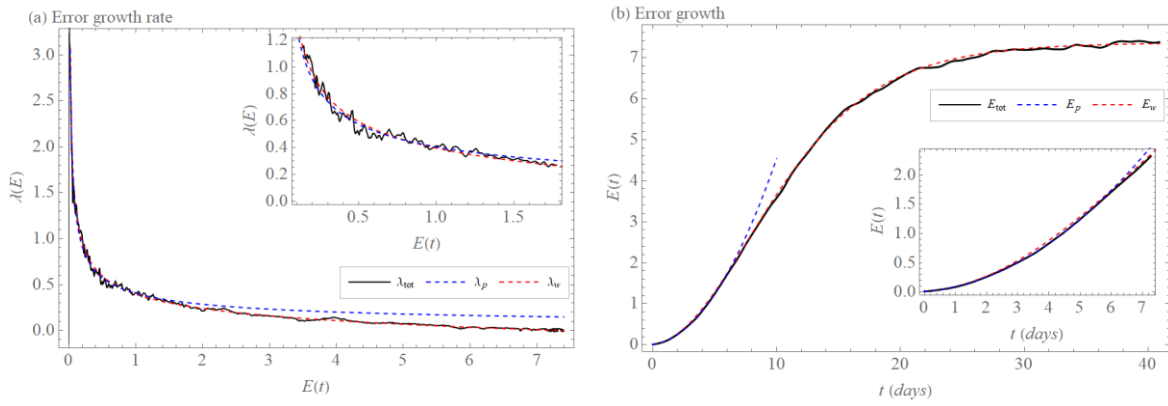 (a) Error growth rate
3.0
2.5
2.0
1.5
1.0
0.5
0.0
λ(E)
0 1 2 3 4 5 6 7
E(t)
1.2
1.0
0.8
0.6
0.4
0.2
0.0
λ(E)
0.5 1.0 1.5
E(t)
λtot λp λw
(b) Error growth
7
6
5
4
3
2
1
0
E(t)
0 10 20 30 40
t (days)
Etot Ep Ew
2.0
1.5
1.0
0.5
0.0
E(t)
0 1 2 3 4 5 6 7
t (days)